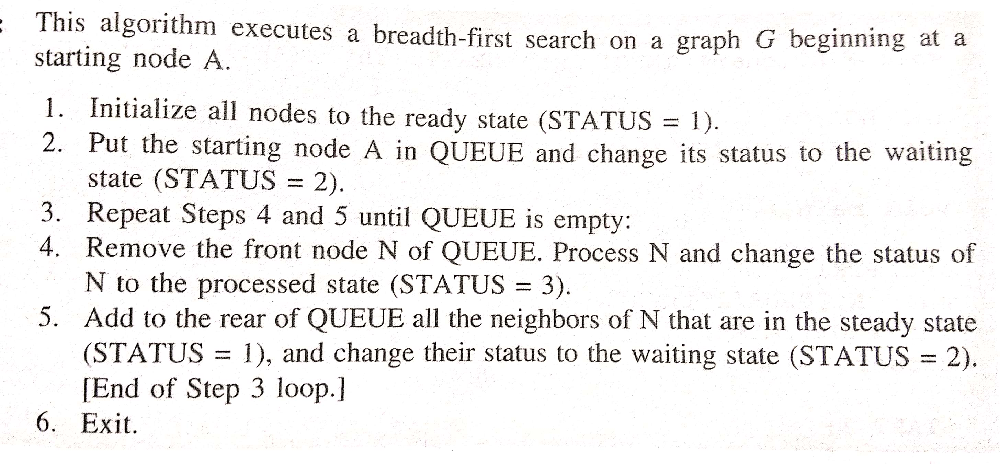 : This algorithm executes a breadth-first search on a graph G beginning at a
starting node A.
1. Initialize all nodes to the ready state (STATUS = 1).
2. Put the starting node A in QUEUE and change its status to the waiting
state (STATUS = 2).
3. Repeat Steps 4 and 5 until QUEUE is empty:
4. Remove the front node N of QUEUE. Process N and change the status of
N to the processed state (STATUS = 3).
5. Add to the rear of QUEUE all the neighbors of N that are in the steady state
(STATUS = 1), and change their status to the waiting state (STATUS = 2).
[End of Step 3 loop.]
6. Exit.